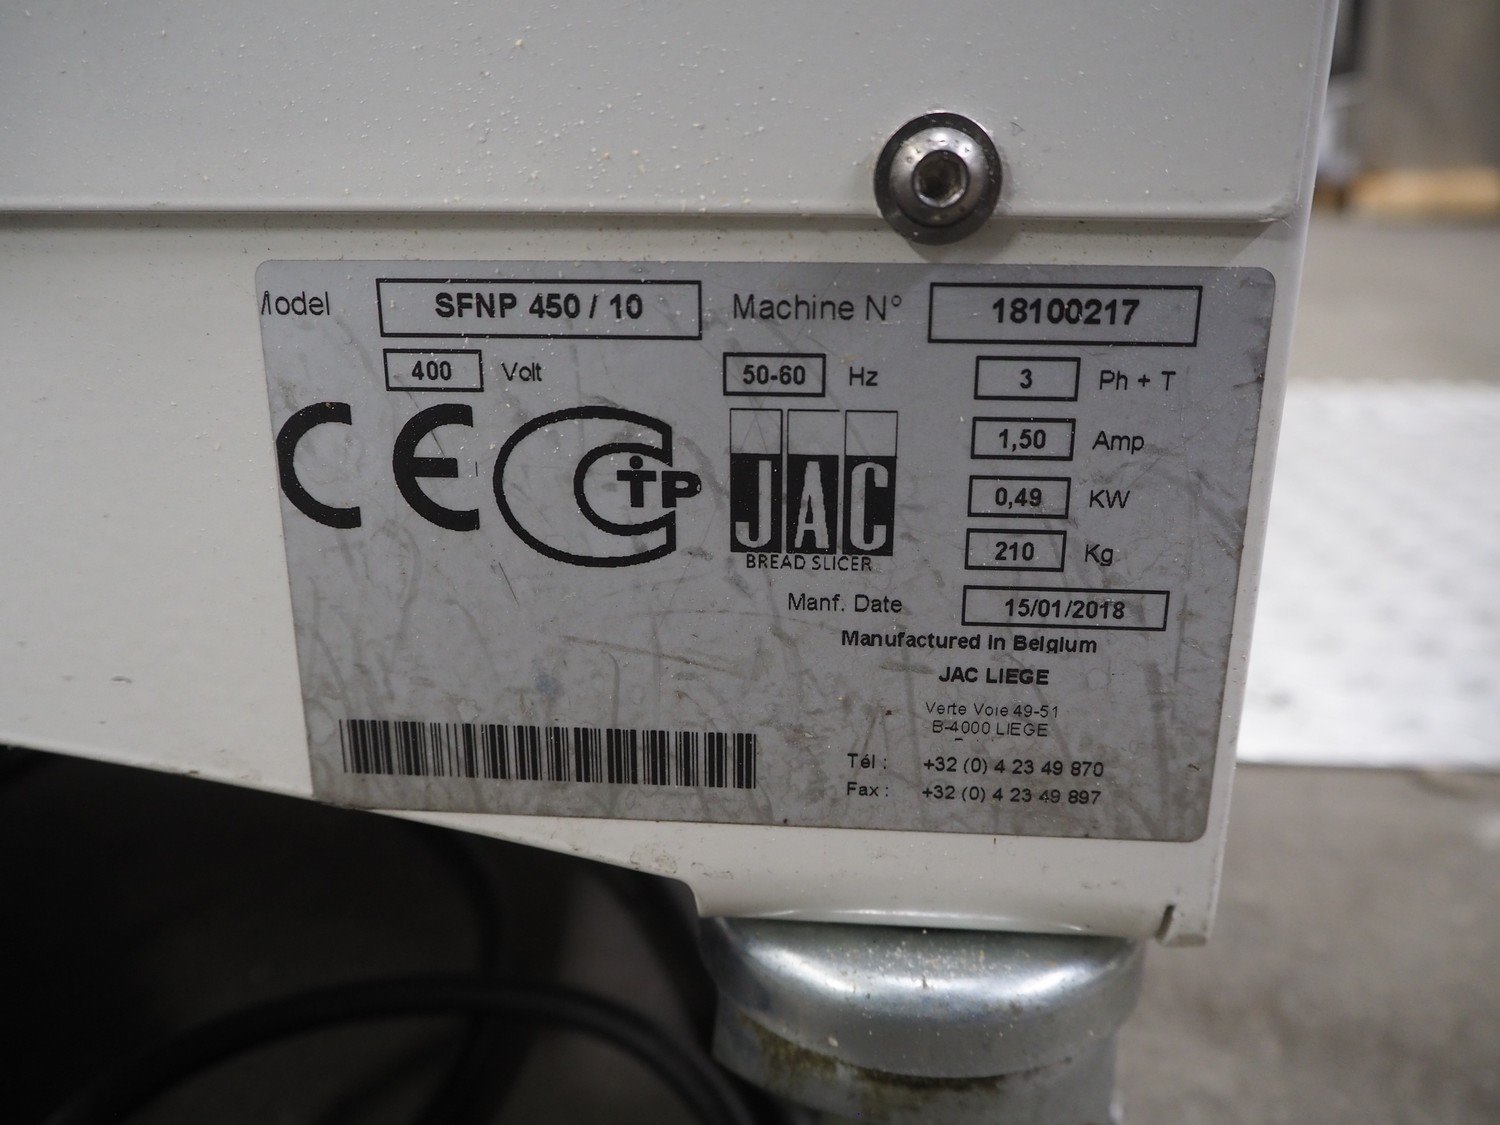 Model SFNP 450 / 10 Machine N° 18100217
400 Volt 50-60 Hz 3 Ph + T
CE
TP
JAC
BREAD SLICER
1,50 Amp
0,49 KW
210 Kg
Manf. Date 15/01/2018
Manufactured in Belgium
JAC LIEGE
Verte Voie 49-51
B-4000 LIEGE
Tél : +32 (0) 4 23 49 870
Fax : +32 (0) 4 23 49 897